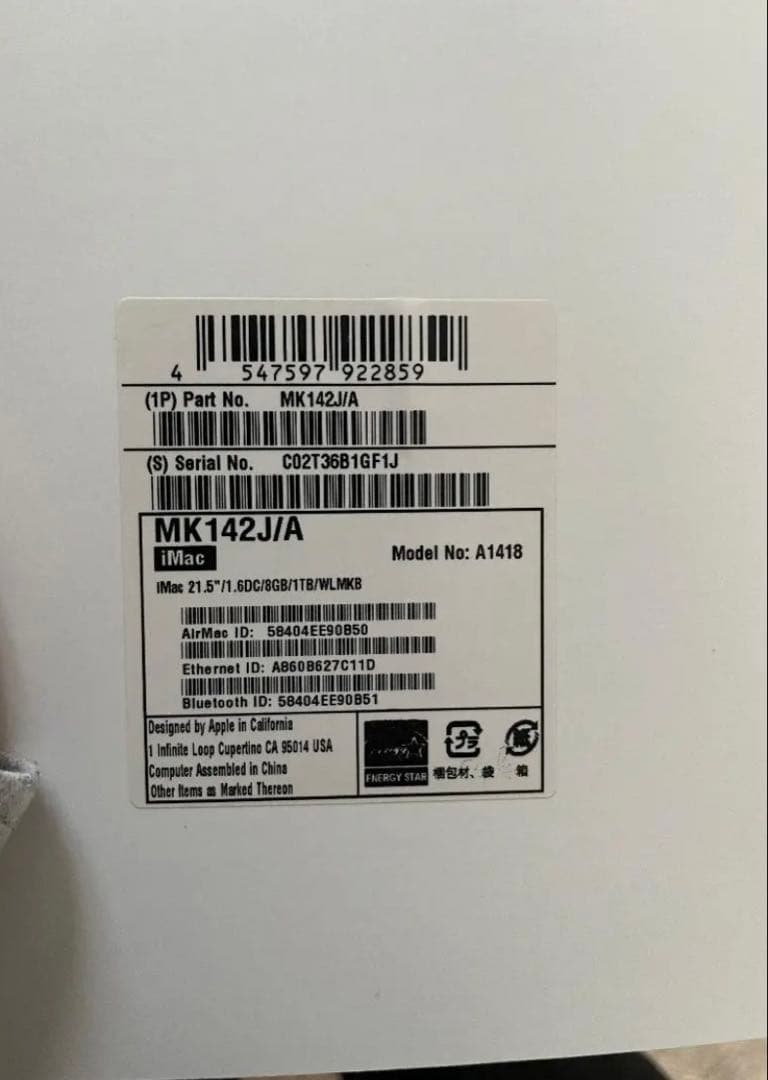 4 547597 922859
(1P) Part No. MK142J/A
(S) Serial No. C02T36B1GF1J
MK142J/A
iMac
Model No: A1418
iMac 21.5"/1.6DC/8GB/1TB/WLMKB
AirMac ID: 58404EE90B50
Ethernet ID: A860B627C11D
Bluetooth ID: 58404EE90B51
Designed by Apple in California
1 Infinite Loop Cupertino CA 95014 USA
Computer Assembled in China
Other Items as Marked Thereon
ENERGY STAR
プラ
紙
梱包材、袋
箱